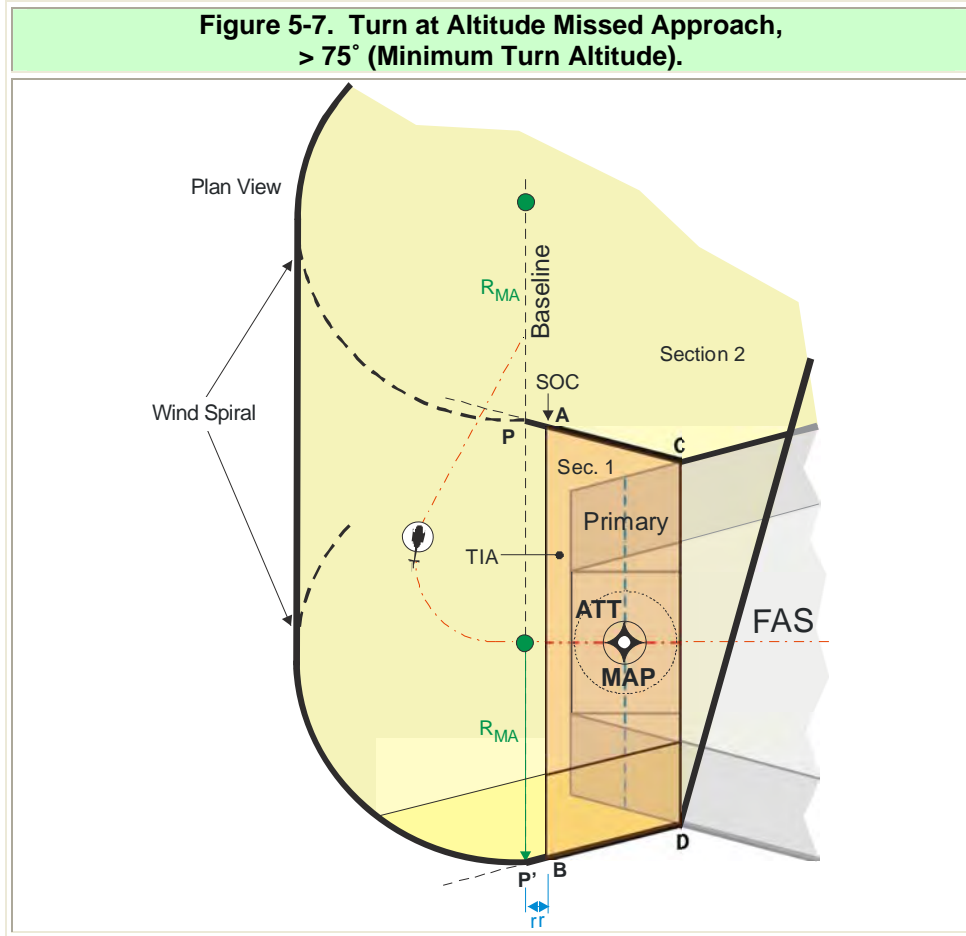 Figure 5-7. Turn at Altitude Missed Approach,
> 75˚ (Minimum Turn Altitude).
Plan View
Baseline
RMA
Section 2
SOC
Wind Spiral
A
P
C
Sec. 1
Primary
TIA
ATT
FAS
MAP
RMA
D
B
P'
rr